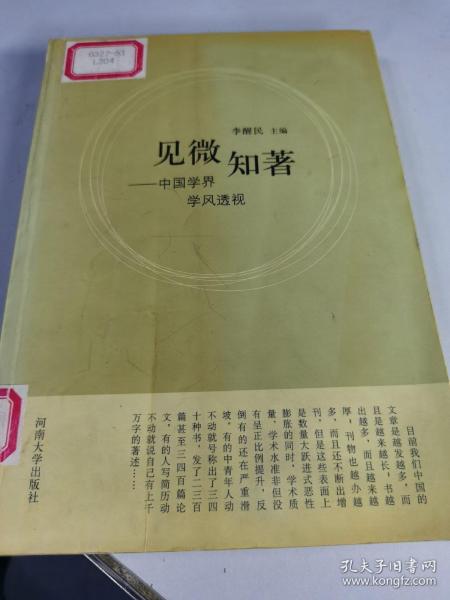 L304
李醒民 主编
见微知著
——中国学界
学风透视
目前我们中国的
文章是越发越多，而
且是越来越长，书越
出越多，而且越来越
厚，刊物也越办越
多，而且还不断出增
刊，但是这些表面上
是数量大跃进式恶性
膨胀的同时，学术质
量、学术水准非但没
有呈正比例提升，反
倒有的还在严重滑
坡。有的中青年人动
不动就号称出了三四
十种书，发了二三百
篇甚至三四百篇论
文，有的人写简历动
不动就说自己有上千
万字的著述……
河南大学出版社
孔夫子旧书网
www.kongfz.com